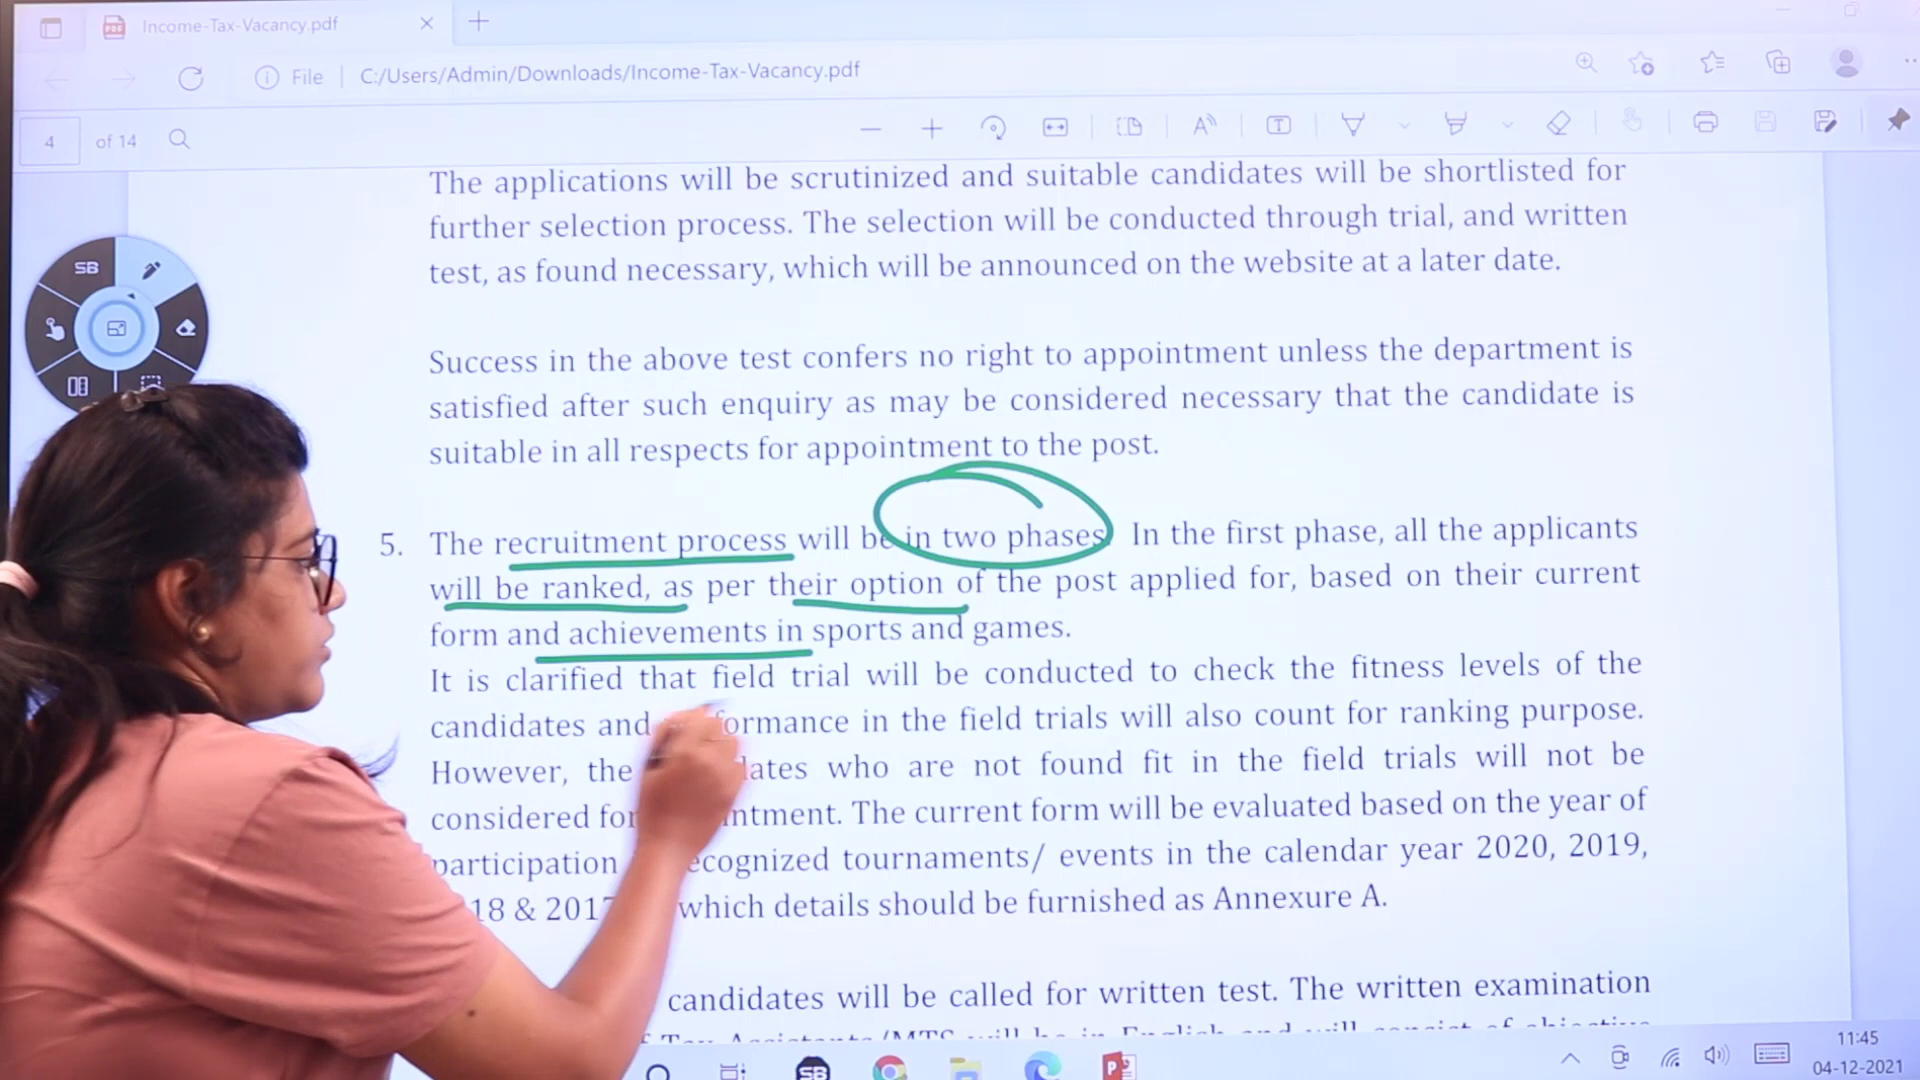 Income-Tax-Vacancy.pdf
File | C:/Users/Admin/Downloads/Income-Tax-Vacancy.pdf
4 of 14
The applications will be scrutinized and suitable candidates will be shortlisted for
further selection process. The selection will be conducted through trial, and written
test, as found necessary, which will be announced on the website at a later date.
SB
Success in the above test confers no right to appointment unless the department is
satisfied after such enquiry as may be considered necessary that the candidate is
suitable in all respects for appointment to the post.
5. The recruitment process will be in two phases. In the first phase, all the applicants
will be ranked, as per their option of the post applied for, based on their current
form and achievements in sports and games.
It is clarified that field trial will be conducted to check the fitness levels of the
candidates and formance in the field trials will also count for ranking purpose.
However, the lates who are not found fit in the field trials will not be
considered for intment. The current form will be evaluated based on the year of
participation ecognized tournaments/ events in the calendar year 2020, 2019,
18 & 2017 which details should be furnished as Annexure A.
candidates will be called for written test. The written examination
SB
11:45
04-12-2021